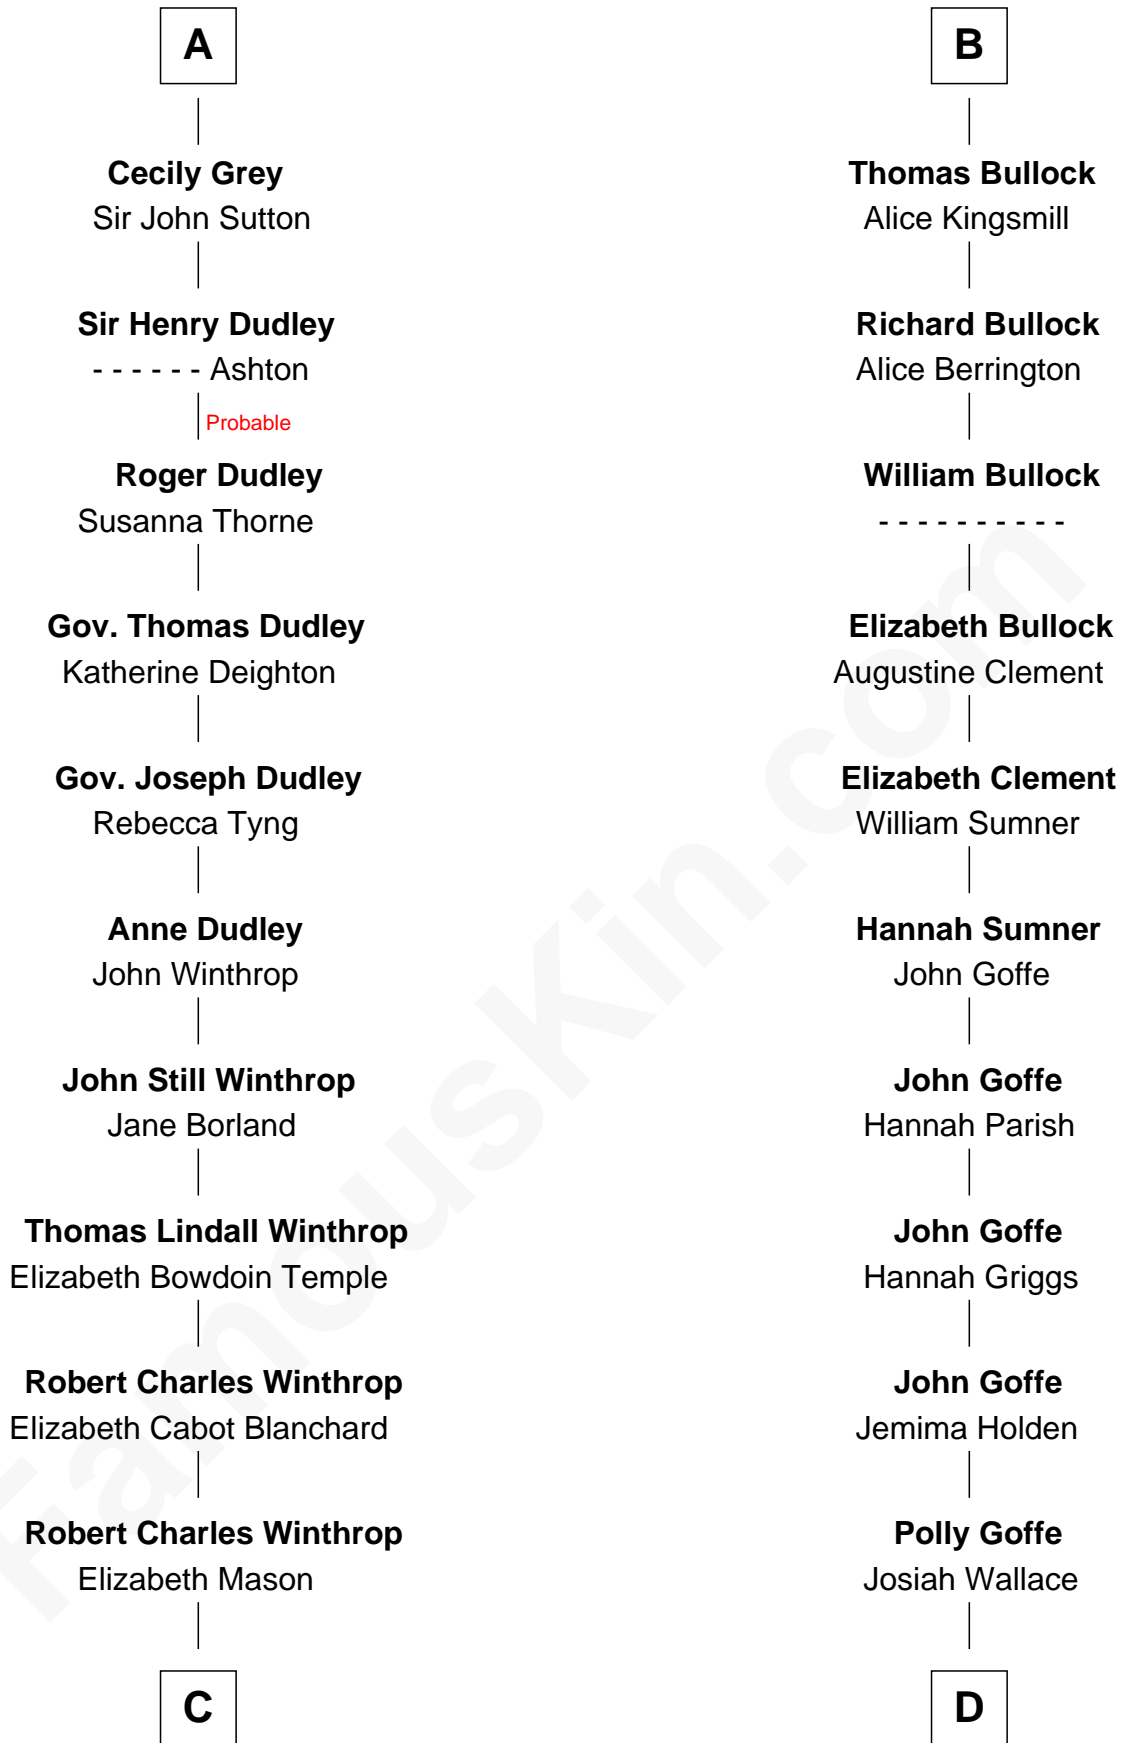 A
Cecily Grey
Sir John Sutton
Sir Henry Dudley
- - - - - - Ashton
Probable
Roger Dudley
Susanna Thorne
Gov. Thomas Dudley
Katherine Deighton
Gov. Joseph Dudley
Rebecca Tyng
Anne Dudley
John Winthrop
John Still Winthrop
Jane Borland
Thomas Lindall Winthrop
Elizabeth Bowdoin Temple
Robert Charles Winthrop
Elizabeth Cabot Blanchard
Robert Charles Winthrop
Elizabeth Mason
C
B
Thomas Bullock
Alice Kingsmill
Richard Bullock
Alice Berrington
William Bullock
- - - - - - - - - -
Elizabeth Bullock
Augustine Clement
Elizabeth Clement
William Sumner
Hannah Sumner
John Goffe
John Goffe
Hannah Parish
John Goffe
Hannah Griggs
John Goffe
Jemima Holden
Polly Goffe
Josiah Wallace
D
FamousKin.com